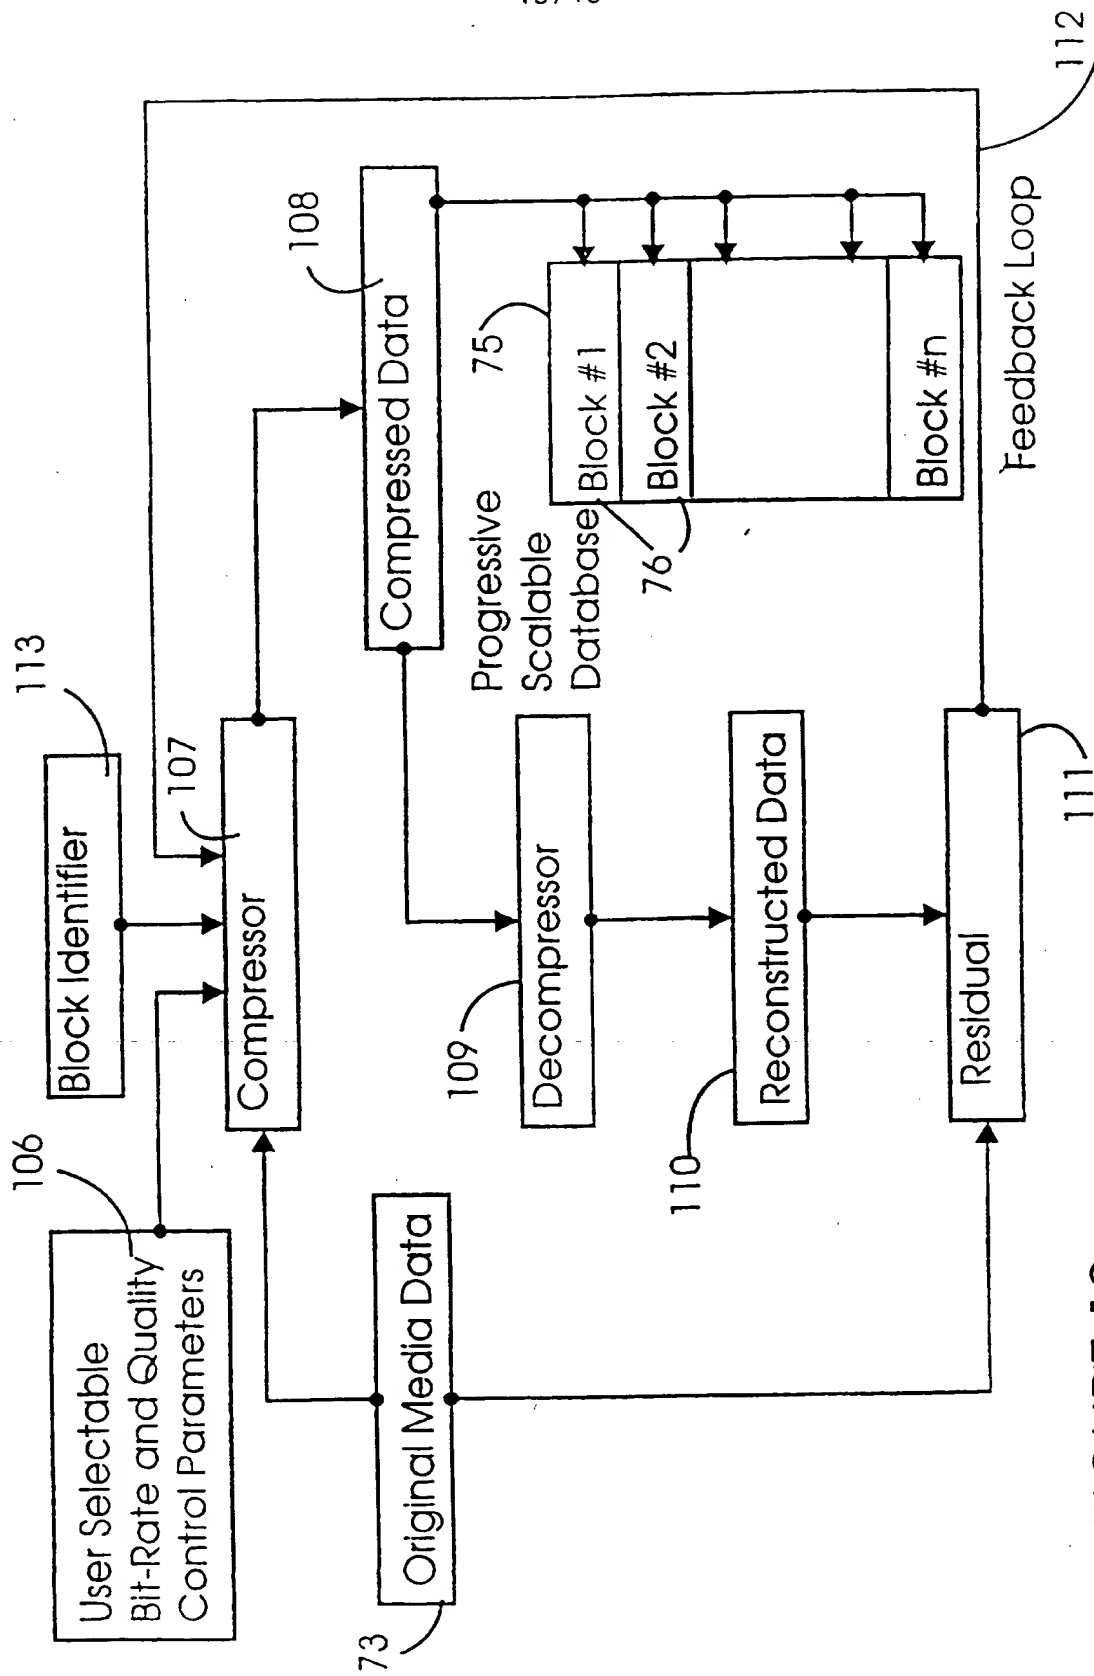 106
User Selectable
Bit-Rate and Quality
Control Parameters
113
Block Identifier
107
Compressor
108
Compressed Data
73
Original Media Data
109
Decompressor
Progressive
Scalable
Database
75
76
Block #1
Block #2
Block #n
110
Reconstructed Data
Residual
111
Feedback Loop
112